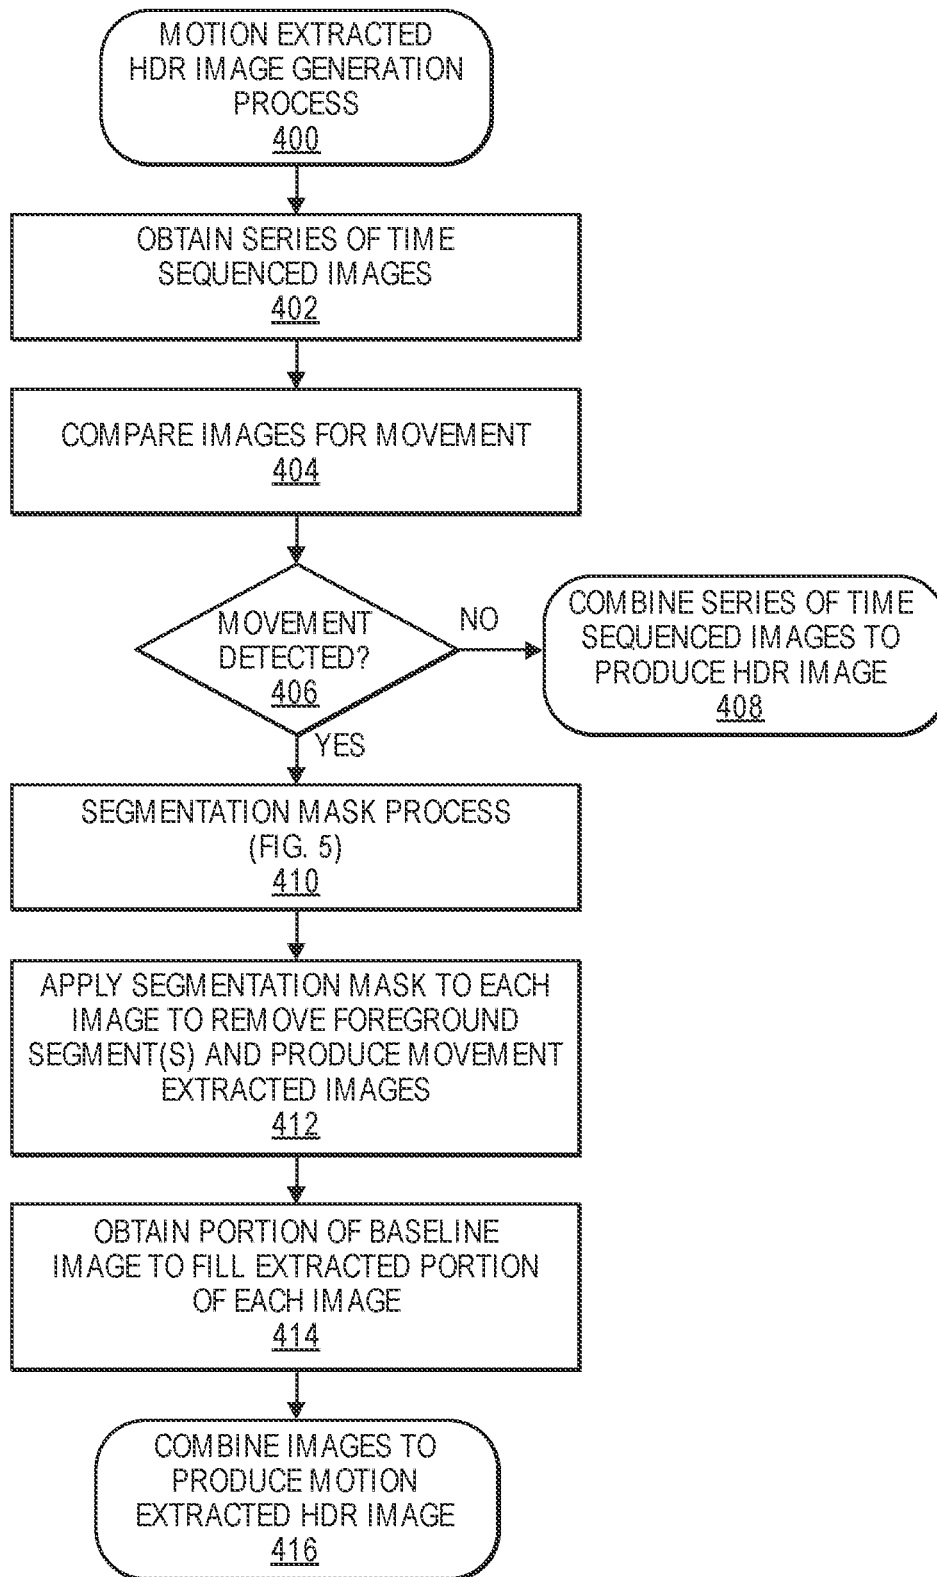 MOTION EXTRACTED
HDR IMAGE GENERATION
PROCESS
400
OBTAIN SERIES OF TIME
SEQUENCED IMAGES
402
COMPARE IMAGES FOR MOVEMENT
404
MOVEMENT
DETECTED?
406
NO
COMBINE SERIES OF TIME
SEQUENCED IMAGES TO
PRODUCE HDR IMAGE
408
YES
SEGMENTATION MASK PROCESS
(FIG. 5)
410
APPLY SEGMENTATION MASK TO EACH
IMAGE TO REMOVE FOREGROUND
SEGMENT(S) AND PRODUCE MOVEMENT
EXTRACTED IMAGES
412
OBTAIN PORTION OF BASELINE
IMAGE TO FILL EXTRACTED PORTION
OF EACH IMAGE
414
COMBINE IMAGES TO
PRODUCE MOTION
EXTRACTED HDR IMAGE
416